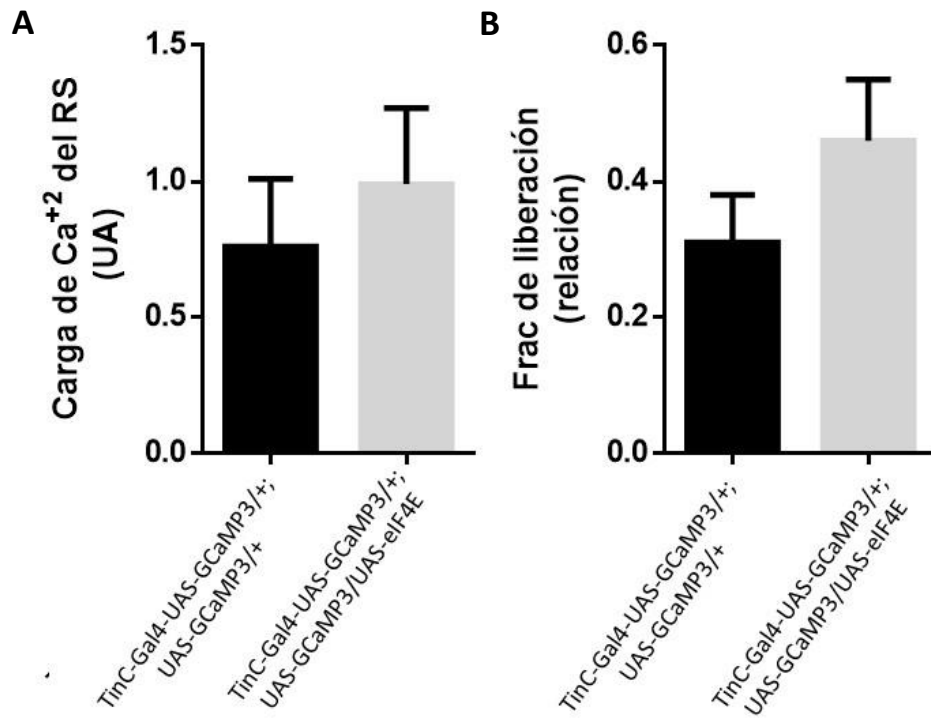 A
Carga de Ca+2 del RS
(UA)
1.5
1.0
0.5
0.0
TinC-Gal4-UAS-GCaMP3/+;
UAS-GCaMP3/+
TinC-Gal4-UAS-GCaMP3/+;
UAS-GCaMP3/UAS-eIF4E
B
Frac de liberación
(relación)
0.6
0.4
0.2
0.0
TinC-Gal4-UAS-GCaMP3/+;
UAS-GCaMP3/+
TinC-Gal4-UAS-GCaMP3/+;
UAS-GCaMP3/UAS-eIF4E